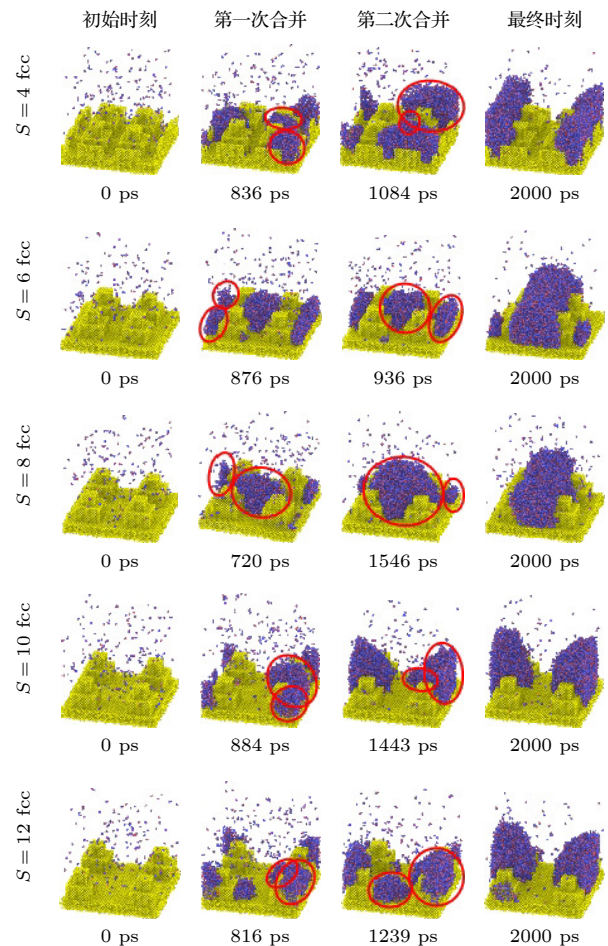 初始时刻 第一次合并 第二次合并 最终时刻
S = 4 fcc
0 ps 836 ps 1084 ps 2000 ps
S = 6 fcc
0 ps 876 ps 936 ps 2000 ps
S = 8 fcc
0 ps 720 ps 1546 ps 2000 ps
S = 10 fcc
0 ps 884 ps 1443 ps 2000 ps
S = 12 fcc
0 ps 816 ps 1239 ps 2000 ps